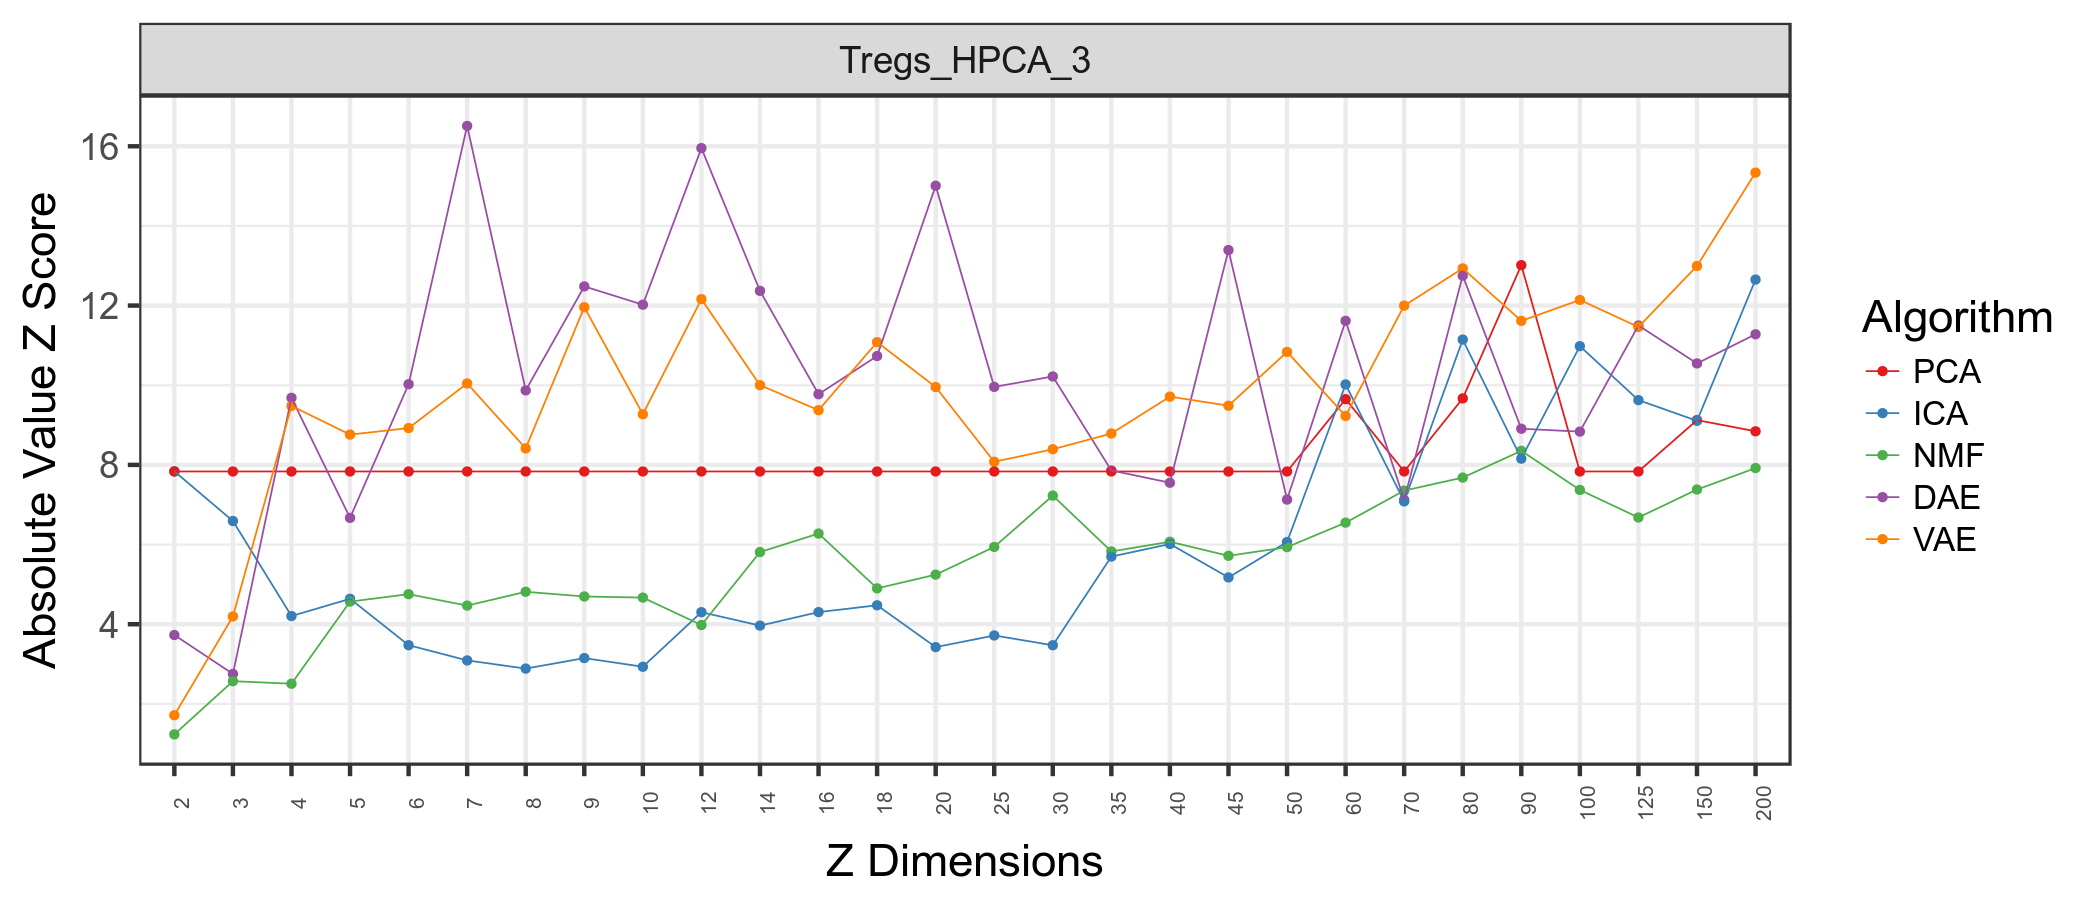 Tregs_HPCA_3
Absolute Value Z Score
16
12
8
4
2 3 4 5 6 7 8 9 10 12 14 16 18 20 25 30 35 40 45 50 60 70 80 90 100 125 150 200
Z Dimensions
Algorithm
PCA
ICA
NMF
DAE
VAE